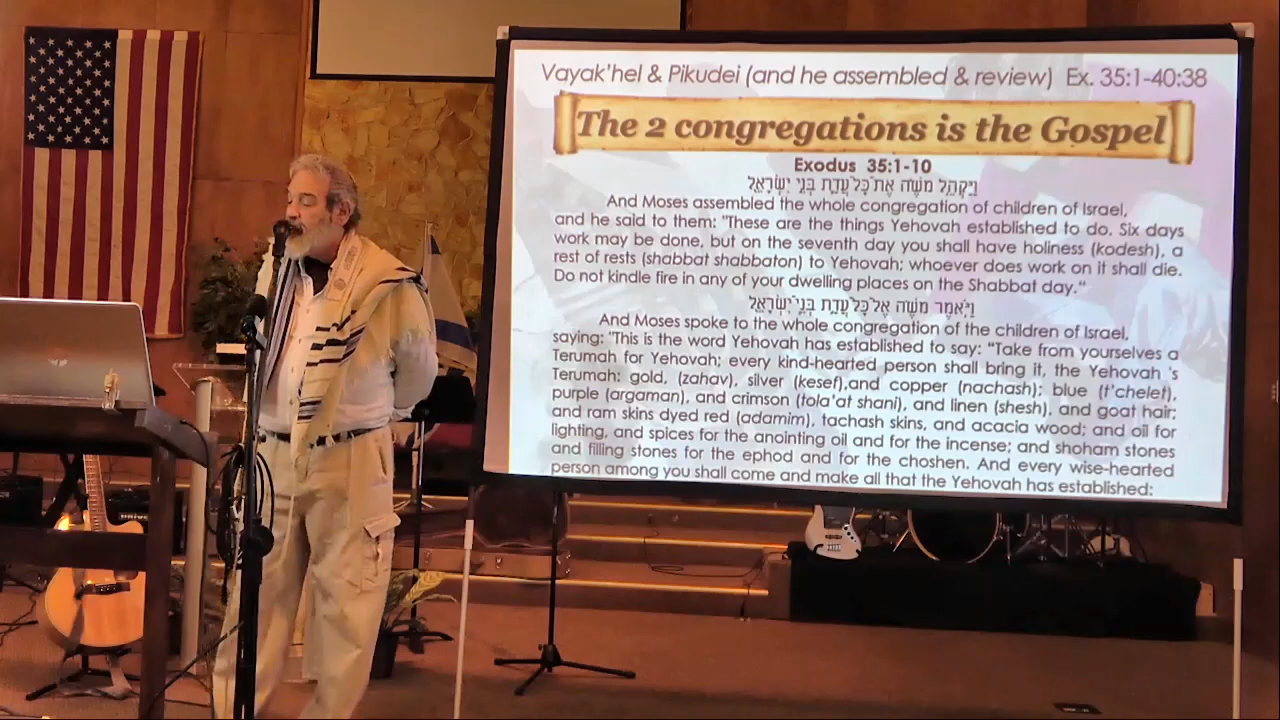 Vayak'hel & Pikudei (and he assembled & review) Ex. 35:1-40:38
The 2 congregations is the Gospel
Exodus 35:1-10
וַיַּקְהֵל מֹשֶׁה אֶת־כׇּל־עֲדַת בְּנֵי יִשְׂרָאֵל
And Moses assembled the whole congregation of children of Israel,
and he said to them: "These are the things Yehovah established to do. Six days
work may be done, but on the seventh day you shall have holiness (kodesh), a
rest of rests (shabbat shabbaton) to Yehovah; whoever does work on it shall die.
Do not kindle fire in any of your dwelling places on the Shabbat day."
וַיֹּאמֶר מֹשֶׁה אֶל־כׇּל־עֲדַת בְּנֵי־יִשְׂרָאֵל
And Moses spoke to the whole congregation of the children of Israel,
saying: "This is the word Yehovah has established to say: "Take from yourselves a
Terumah for Yehovah; every kind-hearted person shall bring it, the Yehovah 's
Terumah: gold, (zahav), silver (kesef),and copper (nachash); blue (t'chelet),
purple (argaman), and crimson (tola'at shani), and linen (shesh), and goat hair;
and ram skins dyed red (adamim), tachash skins, and acacia wood; and oil for
lighting, and spices for the anointing oil and for the incense; and shoham stones
and filling stones for the ephod and for the choshen. And every wise-hearted
person among you shall come and make all that the Yehovah has established: